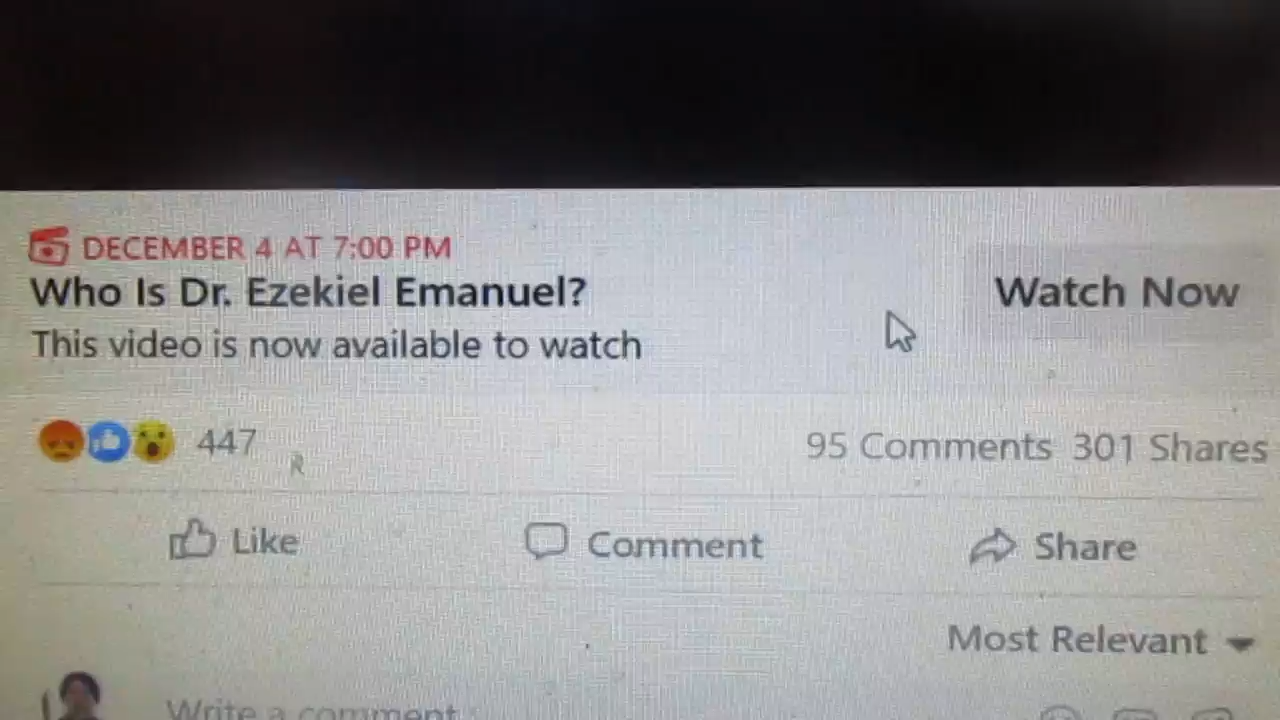 DECEMBER 4 AT 7:00 PM
Who Is Dr. Ezekiel Emanuel?
Watch Now
This video is now available to watch
447
95 Comments 301 Shares
Like Comment Share
Most Relevant
Write a comment